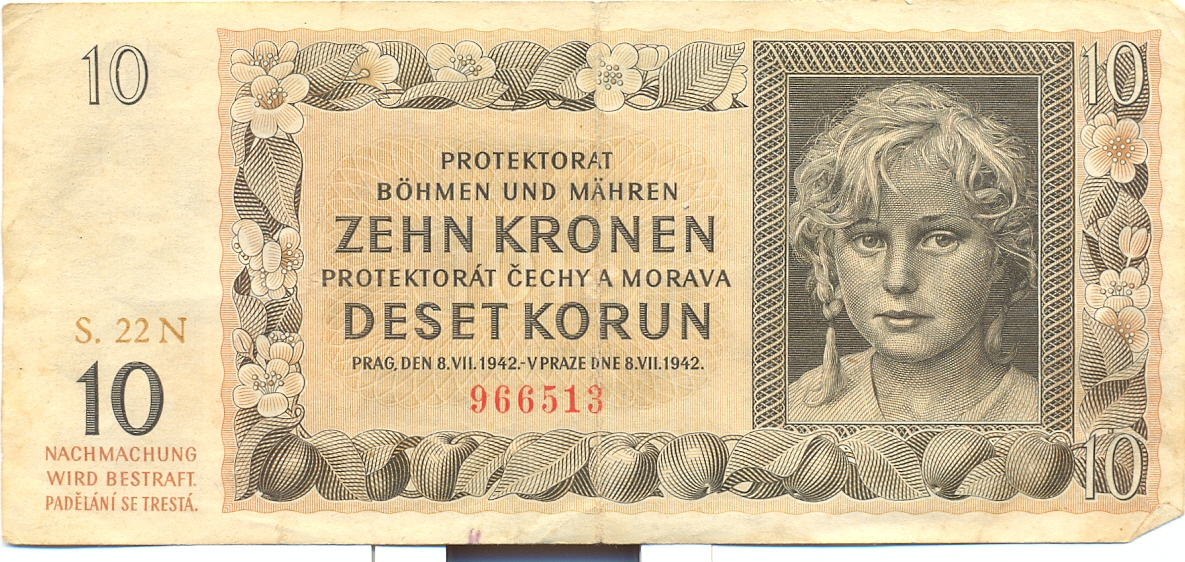 10
10
PROTEKTORAT
BÖHMEN UND MÄHREN
ZEHN KRONEN
PROTEKTORÁT ČECHY A MORAVA
DESET KORUN
PRAG, DEN 8. VII. 1942.-V PRAZE DNE 8. VII. 1942.
966513
S. 22 N
10
NACHMACHUNG
WIRD BESTRAFT.
PADĚLÁNÍ SE TRESTÁ.
10